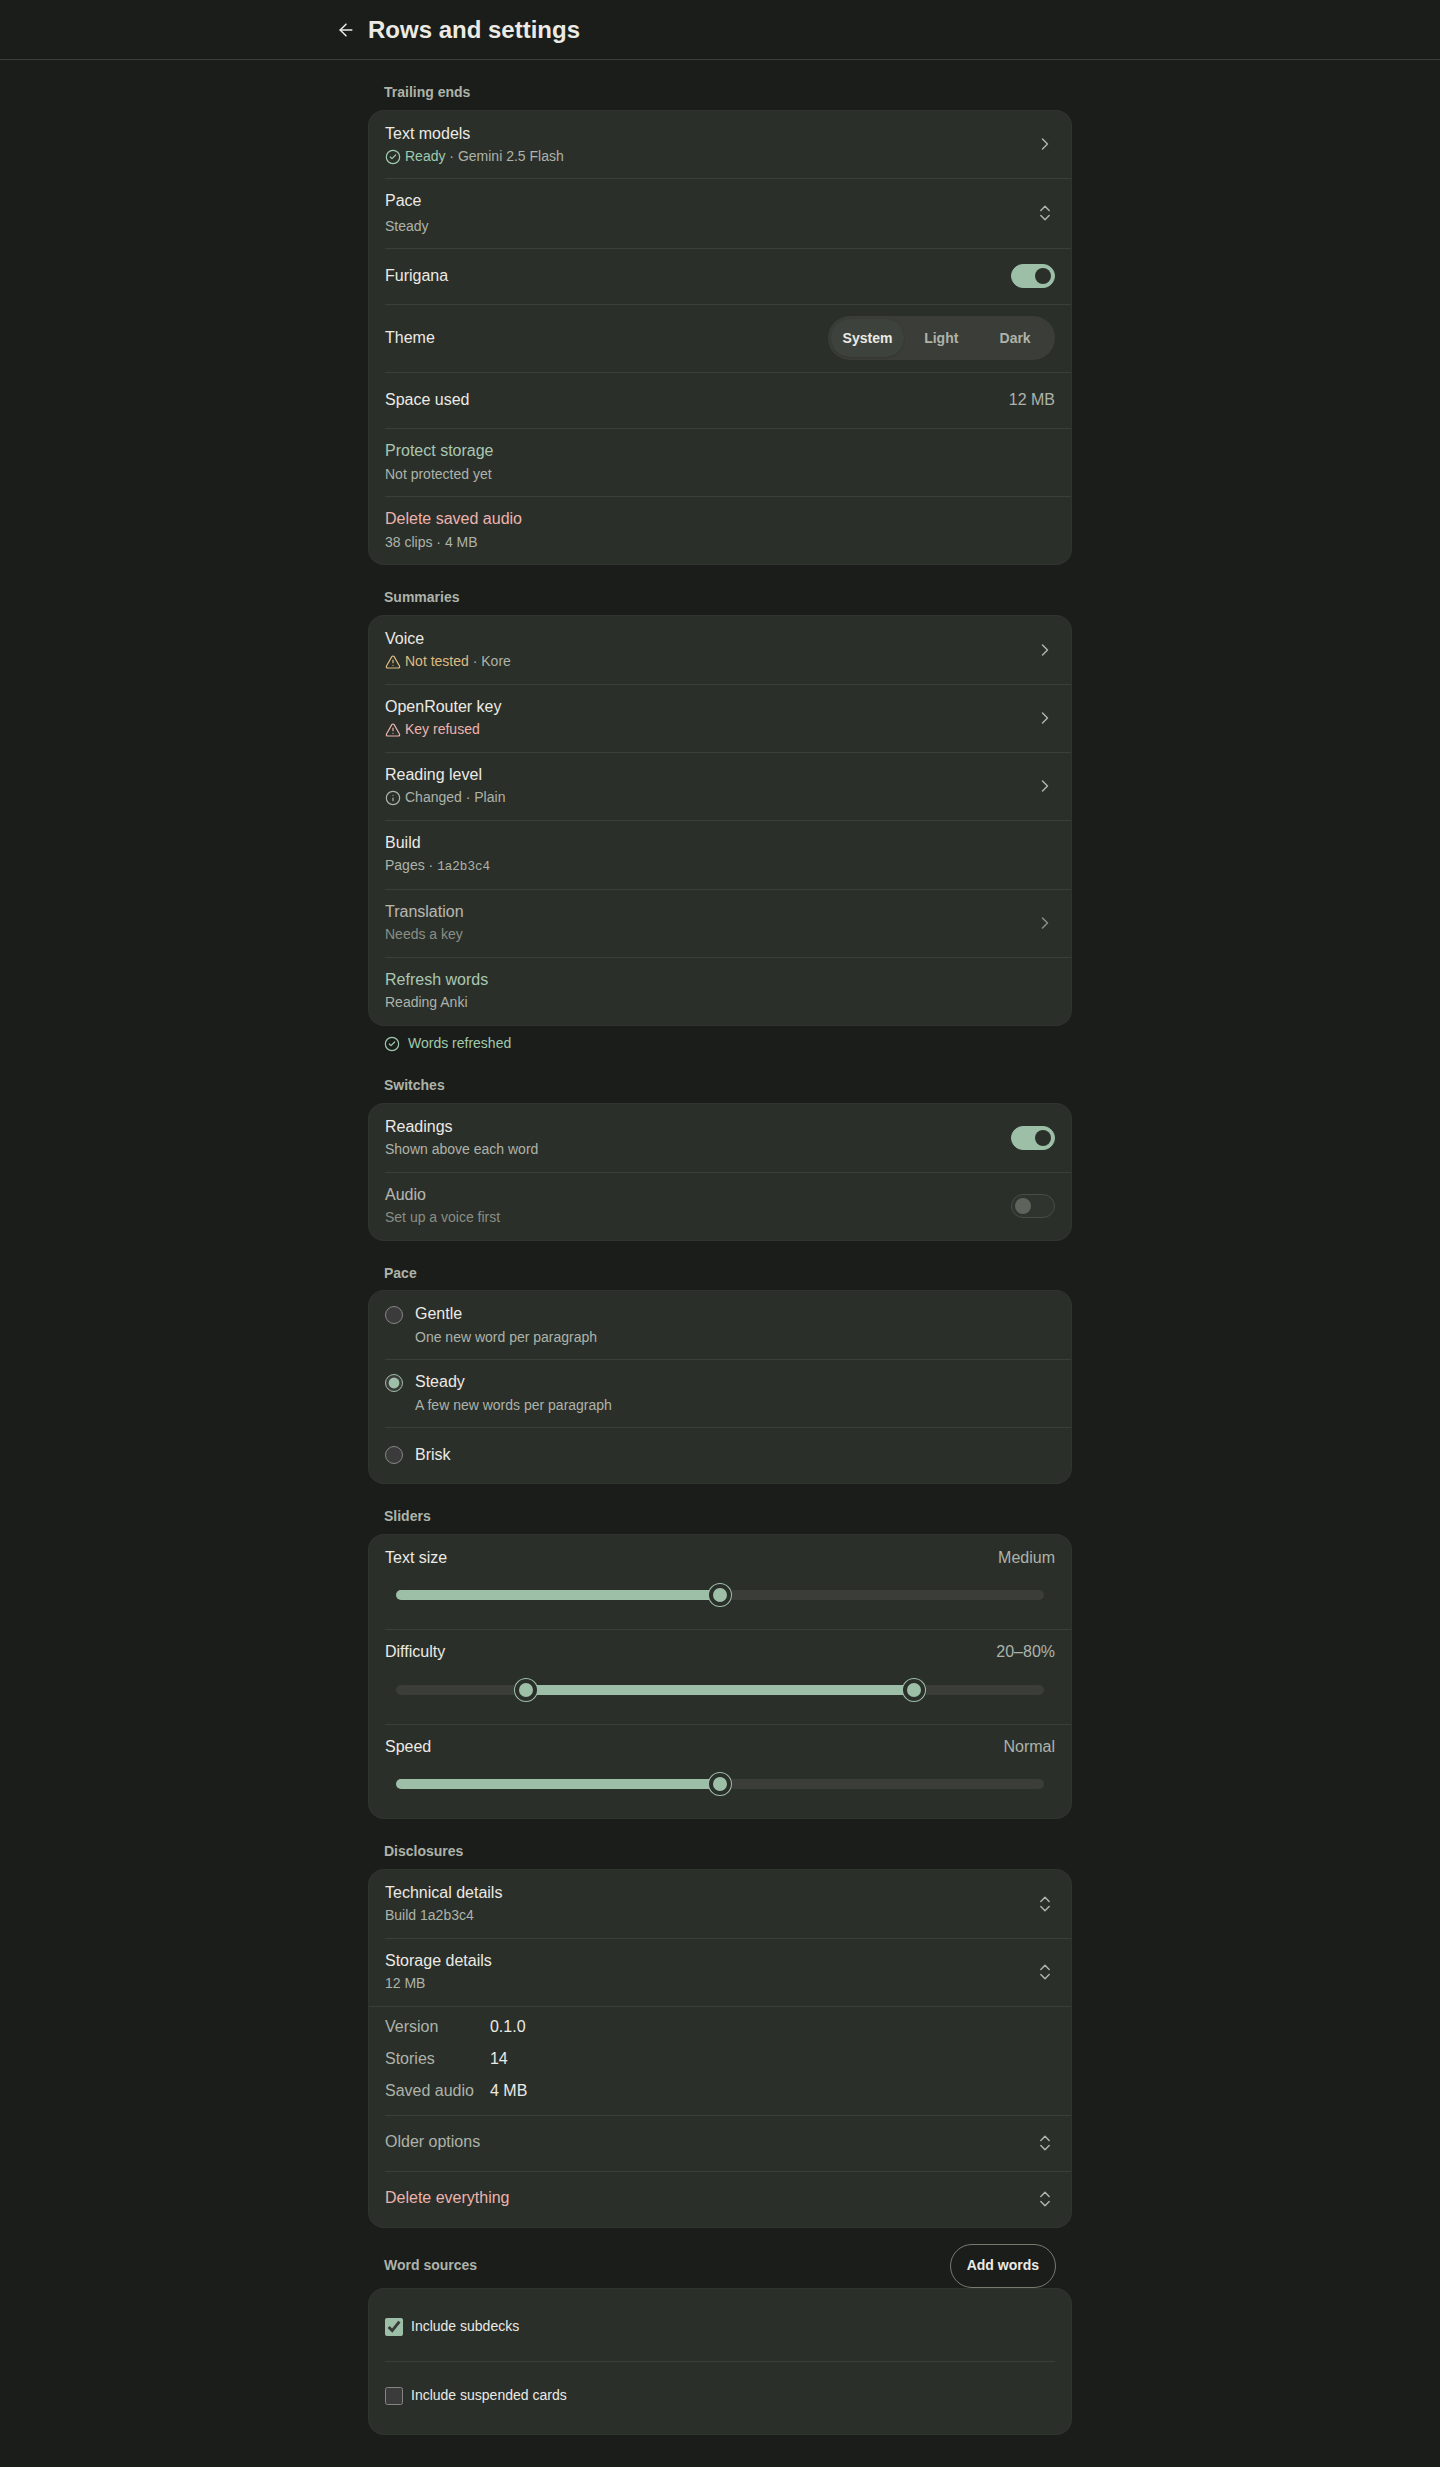 Rows and settings
Trailing ends
Text models
Ready · Gemini 2.5 Flash
Pace
Steady
Furigana
Theme
System Light Dark
Space used 12 MB
Protect storage
Not protected yet
Delete saved audio
38 clips · 4 MB
Summaries
Voice
Not tested · Kore
OpenRouter key
Key refused
Reading level
Changed · Plain
Build
Pages · 1a2b3c4
Translation
Needs a key
Refresh words
Reading Anki
Words refreshed
Switches
Readings
Shown above each word
Audio
Set up a voice first
Pace
Gentle
One new word per paragraph
Steady
A few new words per paragraph
Brisk
Sliders
Text size Medium
Difficulty 20–80%
Speed Normal
Disclosures
Technical details
Build 1a2b3c4
Storage details
12 MB
Version 0.1.0
Stories 14
Saved audio 4 MB
Older options
Delete everything
Word sources Add words
Include subdecks
Include suspended cards